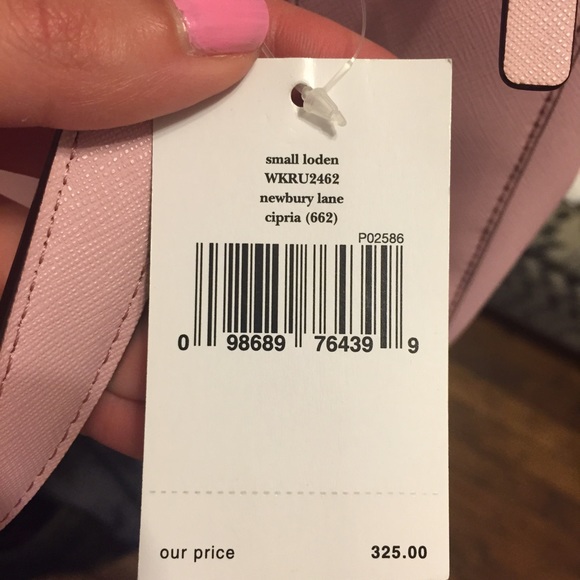 small loden
WKRU2462
newbury lane
cipria (662)
P02586
0 98689 76439 9
our price 325.00